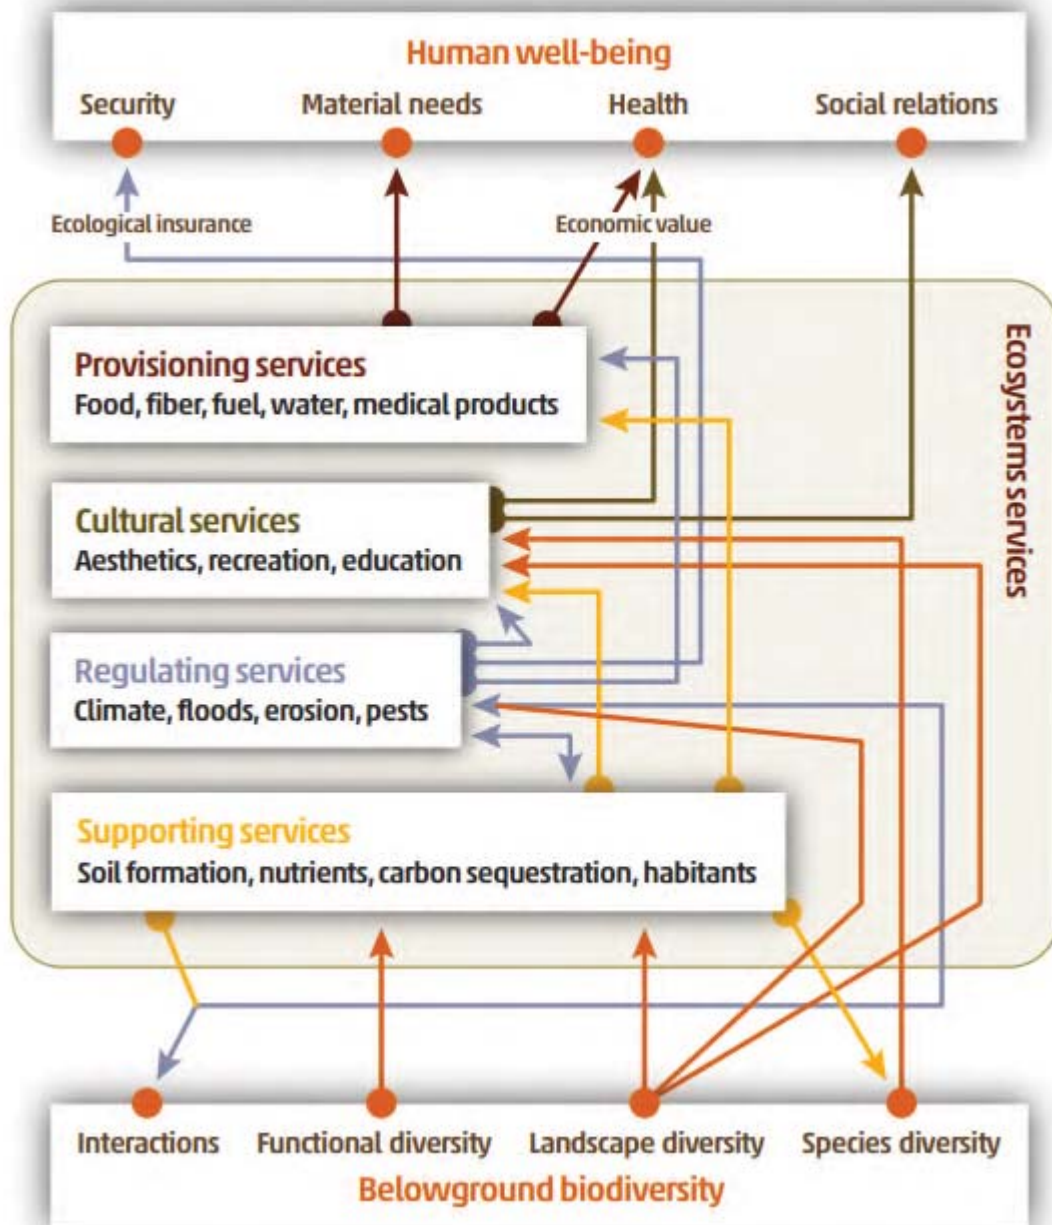 Human well-being
Security Material needs Health Social relations
Ecological insurance Economic value
Ecosystems services
Provisioning services
Food, fiber, fuel, water, medical products
Cultural services
Aesthetics, recreation, education
Regulating services
Climate, floods, erosion, pests
Supporting services
Soil formation, nutrients, carbon sequestration, habitants
Interactions Functional diversity Landscape diversity Species diversity
Belowground biodiversity